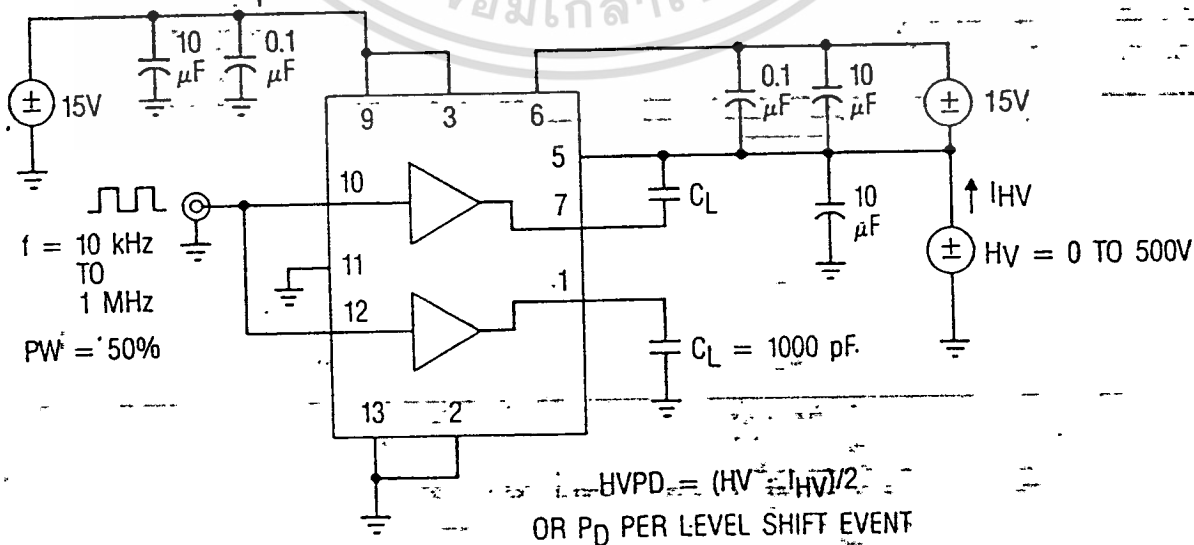 10 μF
0.1 μF
15V
9
3
6
0.1 μF
10 μF
15V
5
10
7
CL
10 μF
IHV
HV = 0 TO 500V
f = 10 kHz
TO
1 MHz
PW = 50%
11
12
1
CL = 1000 pF.
13
2
HVPD = (HV · IHV)/2
OR PD PER LEVEL SHIFT EVENT